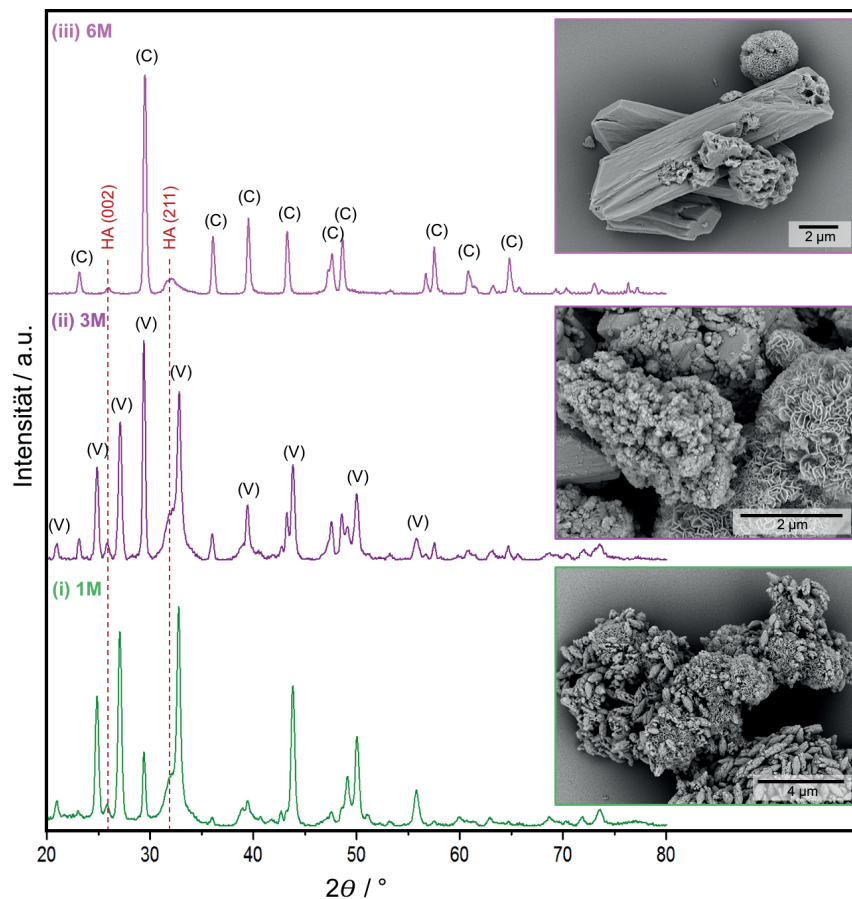 (iii) 6M
(C)
HA (002)
HA (211)
(C)
(C)
(C)
(C)
(C)
(C)
(C)
(C)
(C)
2 µm
(ii) 3M
(V)
(V)
(V)
(V)
(V)
(V)
(V)
(V)
(V)
2 µm
(i) 1M
4 µm
Intensität / a.u.
20 30 40 50 60 70 80
2θ / °